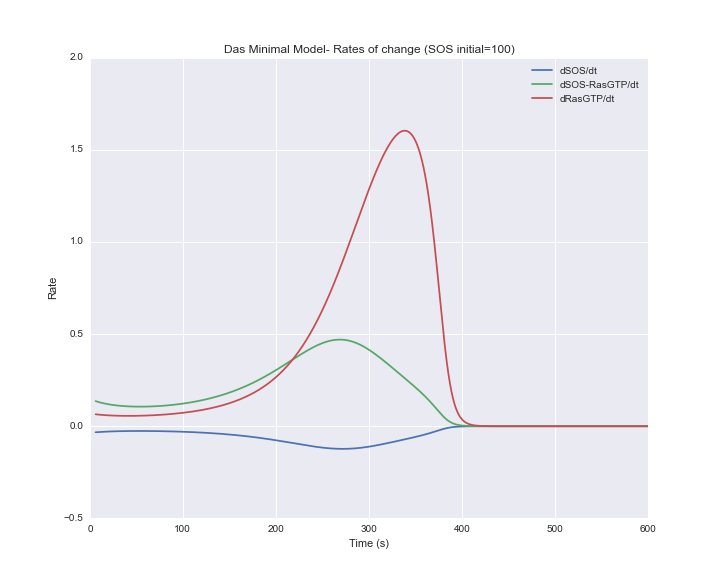 Das Minimal Model- Rates of change (SOS initial=100)
2.0
1.5
1.0
0.5
0.0
−0.5
Rate
dSOS/dt
dSOS-RasGTP/dt
dRasGTP/dt
0 100 200 300 400 500 600
Time (s)